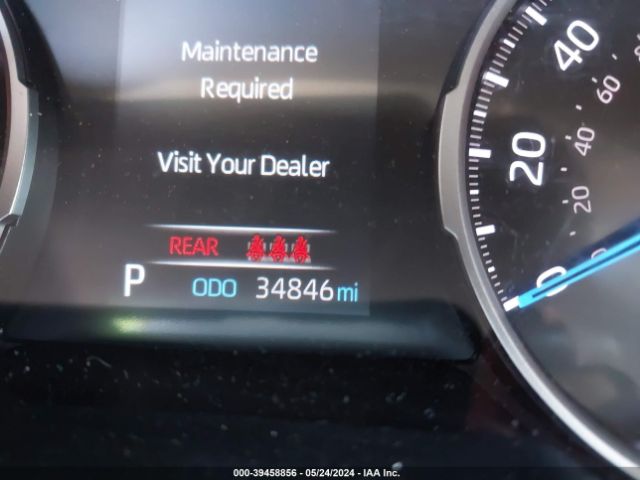 Maintenance
Required
Visit Your Dealer
REAR
P ODO 34846 mi
40
20
0
60
40
20
0
000-39458856 - 05/24/2024 - IAA Inc.